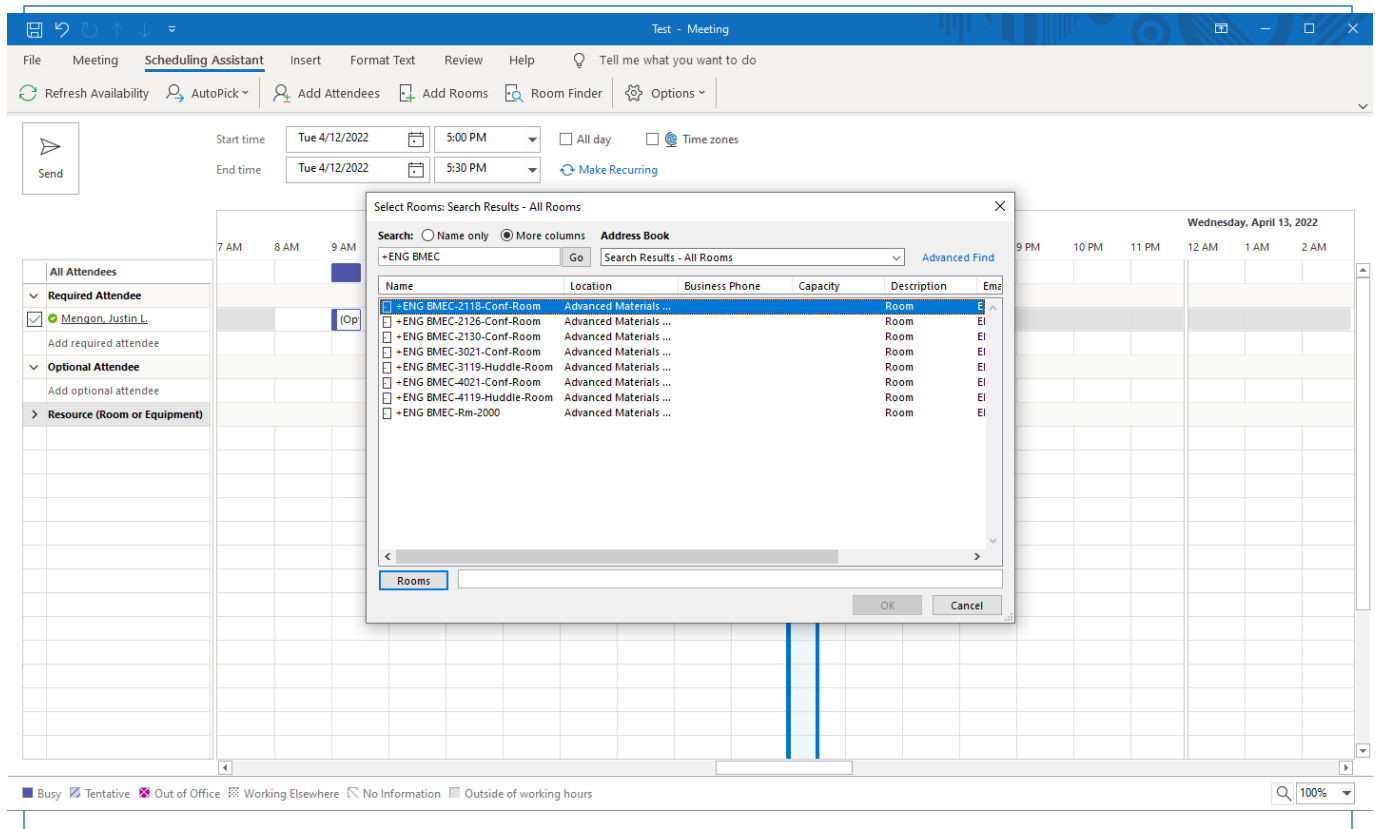 Test - Meeting
File Meeting Scheduling Assistant Insert Format Text Review Help Tell me what you want to do
Refresh Availability AutoPick Add Attendees Add Rooms Room Finder Options
Send
Start time Tue 4/12/2022 5:00 PM All day Time zones
End time Tue 4/12/2022 5:30 PM Make Recurring
Wednesday, April 13, 2022
7 AM 8 AM 9 AM 9 PM 10 PM 11 PM 12 AM 1 AM 2 AM
All Attendees
Required Attendee
Mengon, Justin L. (Op
Add required attendee
Optional Attendee
Add optional attendee
Resource (Room or Equipment)
Select Rooms: Search Results - All Rooms
Search: Name only More columns Address Book
+ENG BMEC Go Search Results - All Rooms Advanced Find
Name Location Business Phone Capacity Description Ema
+ENG BMEC-2118-Conf-Room Advanced Materials ... Room E
+ENG BMEC-2126-Conf-Room Advanced Materials ... Room El
+ENG BMEC-2130-Conf-Room Advanced Materials ... Room El
+ENG BMEC-3021-Conf-Room Advanced Materials ... Room El
+ENG BMEC-3119-Huddle-Room Advanced Materials ... Room El
+ENG BMEC-4021-Conf-Room Advanced Materials ... Room El
+ENG BMEC-4119-Huddle-Room Advanced Materials ... Room El
+ENG BMEC-Rm-2000 Advanced Materials ... Room El
Rooms
OK Cancel
Busy Tentative Out of Office Working Elsewhere No Information Outside of working hours 100%